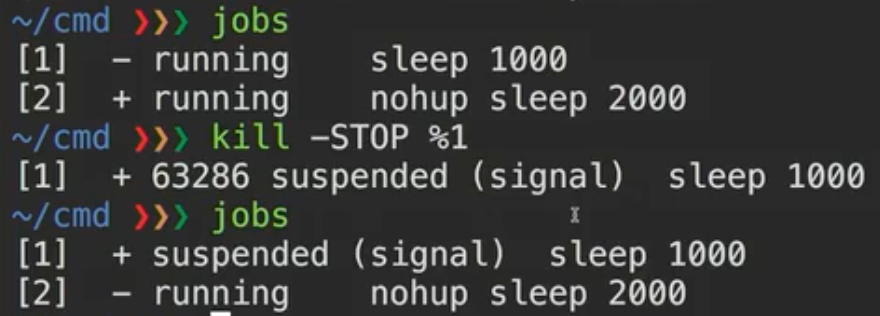 ~/cmd ❯❯❯ jobs
[1]  - running    sleep 1000
[2]  + running    nohup sleep 2000
~/cmd ❯❯❯ kill -STOP %1
[1]  + 63286 suspended (signal)  sleep 1000
~/cmd ❯❯❯ jobs
[1]  + suspended (signal)  sleep 1000
[2]  - running    nohup sleep 2000